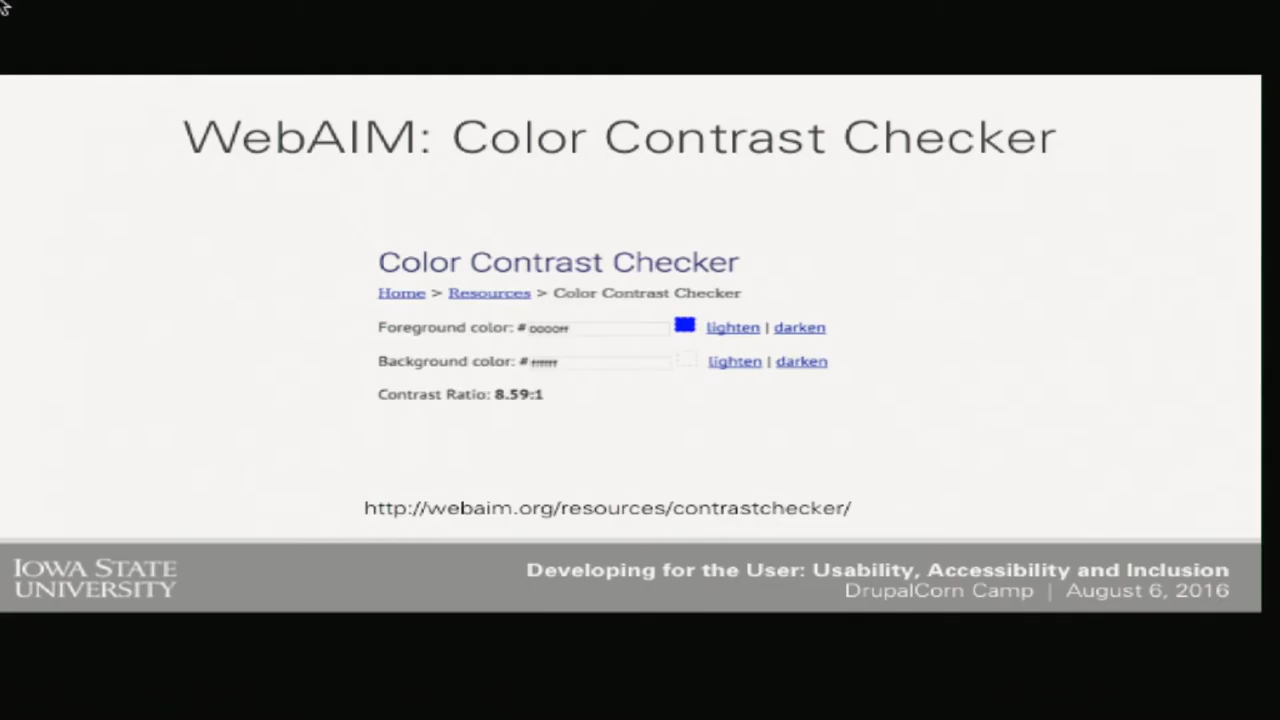 WebAIM: Color Contrast Checker
Color Contrast Checker
Home > Resources > Color Contrast Checker
Foreground color: # 0000ff lighten | darken
Background color: # ffffff lighten | darken
Contrast Ratio: 8.59:1
http://webaim.org/resources/contrastchecker/
IOWA STATE
UNIVERSITY
Developing for the User: Usability, Accessibility and Inclusion
DrupalCorn Camp | August 6, 2016